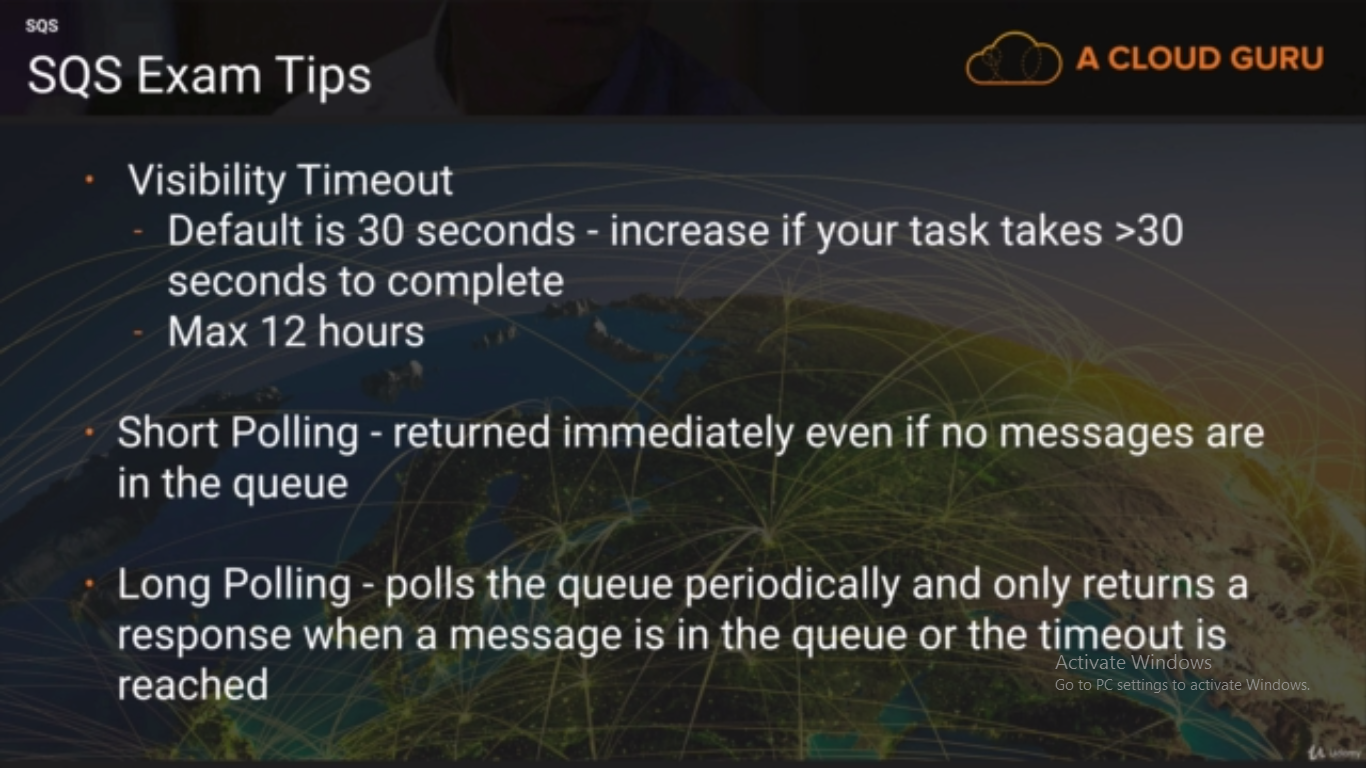 SQS
SQS Exam Tips
A CLOUD GURU
• Visibility Timeout
- Default is 30 seconds - increase if your task takes >30
seconds to complete
- Max 12 hours
• Short Polling - returned immediately even if no messages are
in the queue
• Long Polling - polls the queue periodically and only returns a
response when a message is in the queue or the timeout is
reached
Activate Windows
Go to PC settings to activate Windows.
Udemy